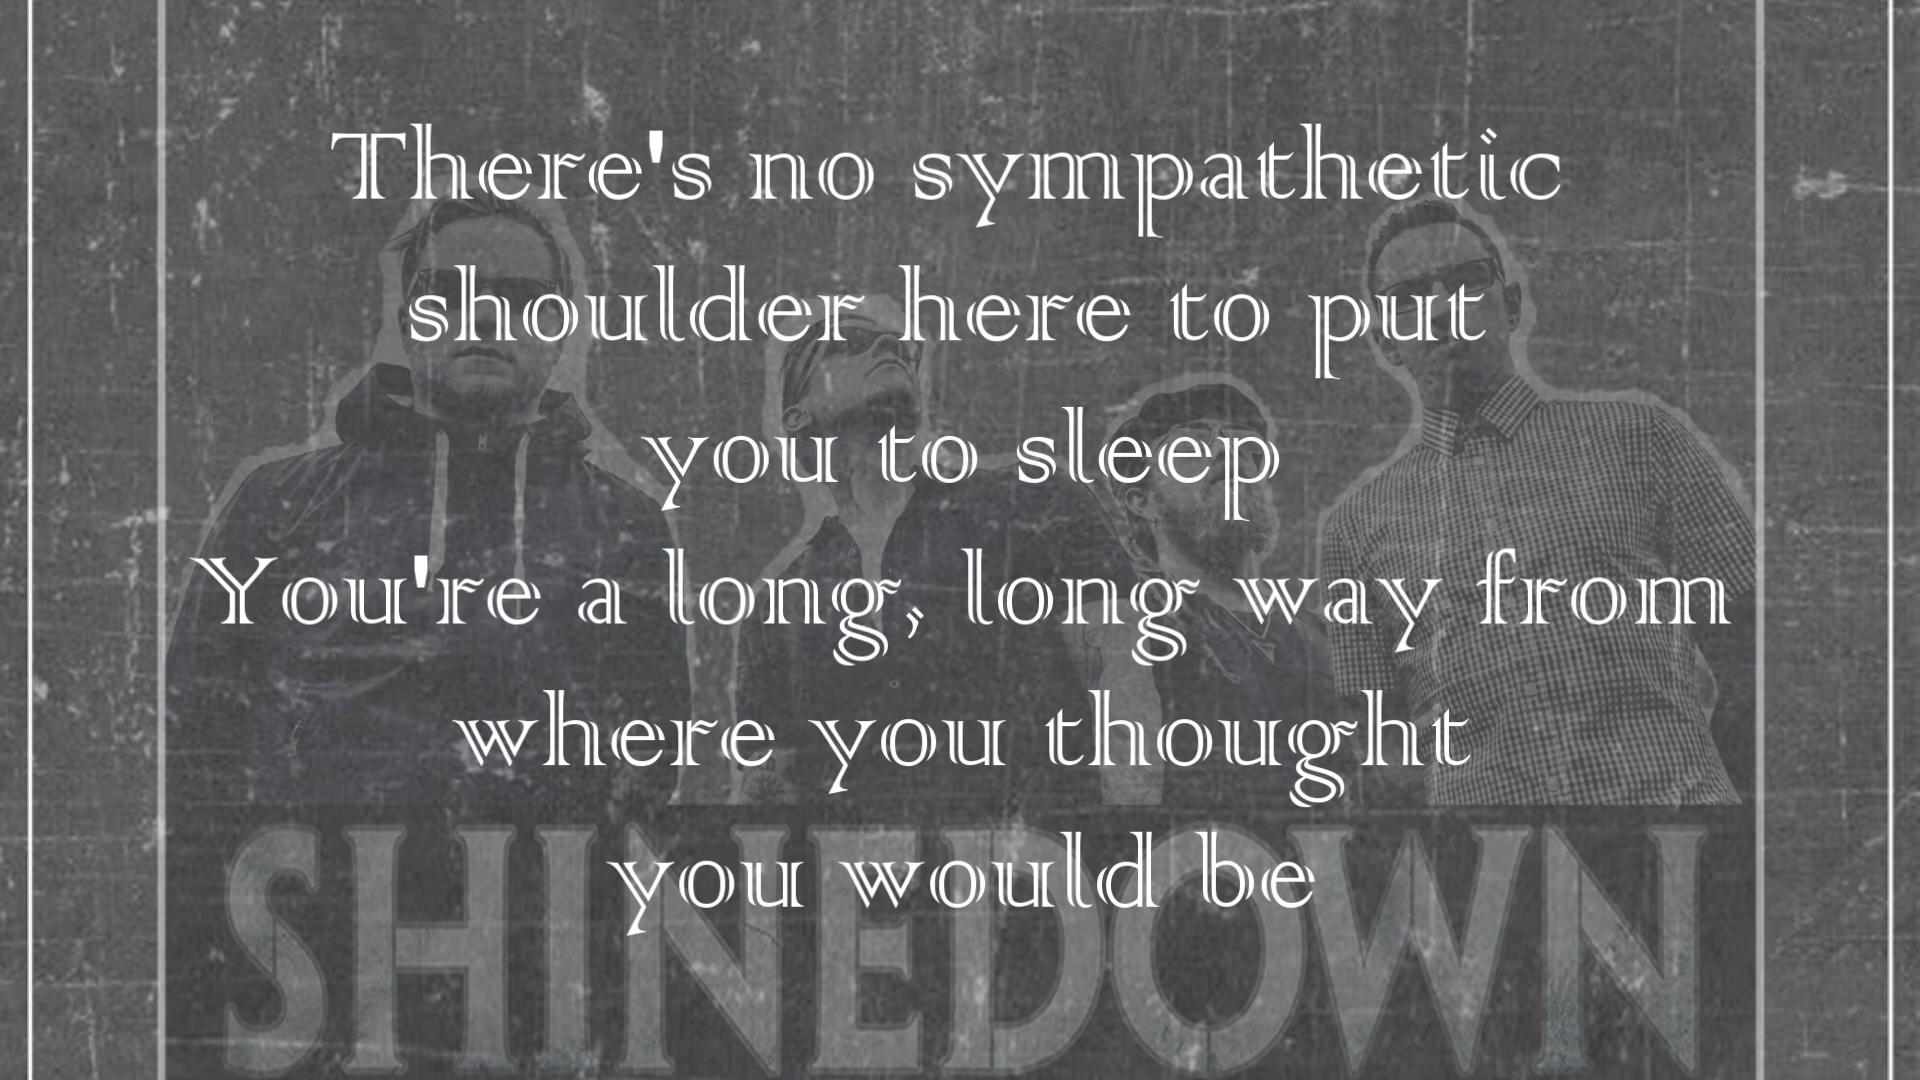 There's no sympathetic
shoulder here to put
you to sleep
You're a long, long way from
where you thought
you would be
SHINEDOWN